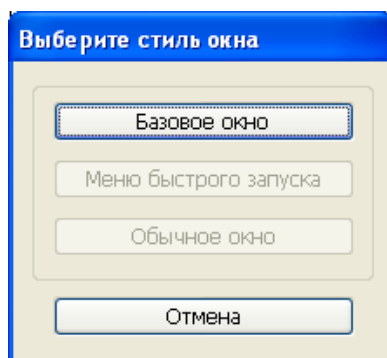 Выберите стиль окна
Базовое окно
Меню быстрого запуска
Обычное окно
Отмена